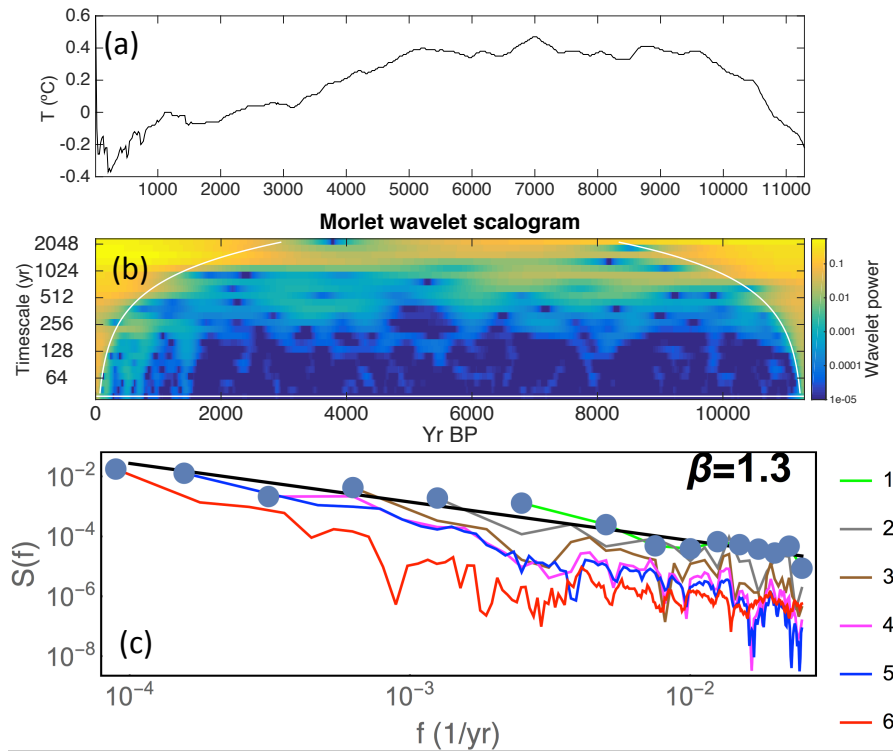 (a)
T (ºC)
0.6
0.4
0.2
0
-0.2
0.4
1000 2000 3000 4000 5000 6000 7000 8000 9000 10000 11000
Morlet wavelet scalogram
(b)
Timescale (yr)
2048
1024
512
256
128
64
0 2000 4000 6000 8000 10000
Yr BP
0.1
0.01
0.001
0.0001
1e-05
Wavelet power
β=1.3
(c)
S(f)
10⁻²
10⁻⁴
10⁻⁶
10⁻⁸
10⁻⁴ 10⁻³ 10⁻²
f (1/yr)
1
2
3
4
5
6